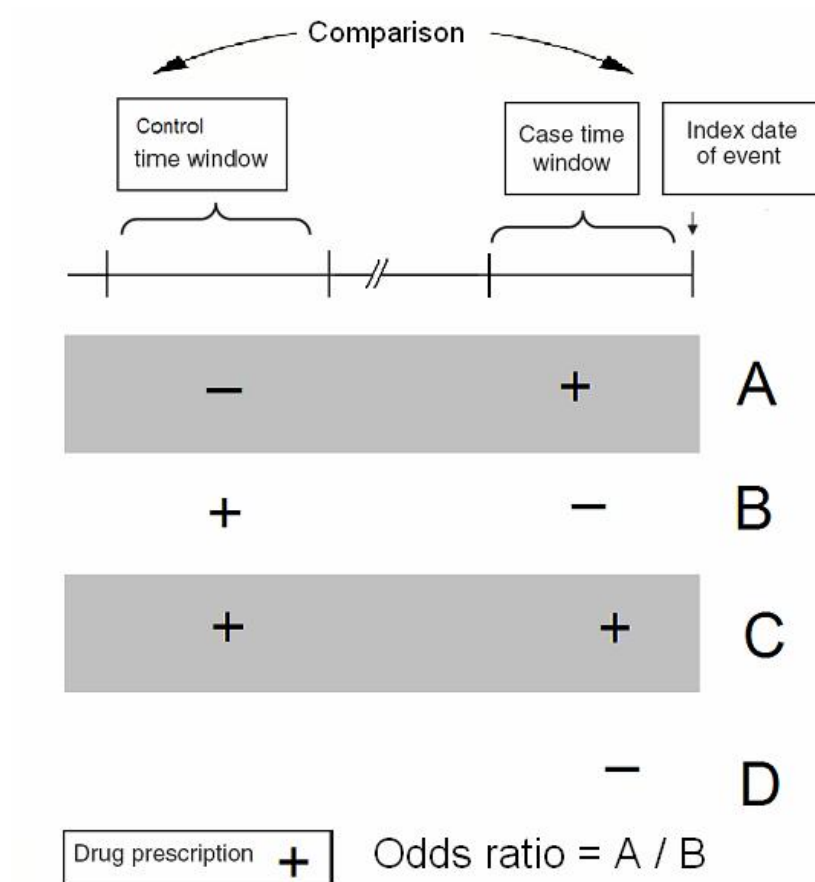 Comparison
Control
time window
Case time
window
Index date
of event
− + A
+ − B
+ + C
− D
Drug prescription +
Odds ratio = A / B